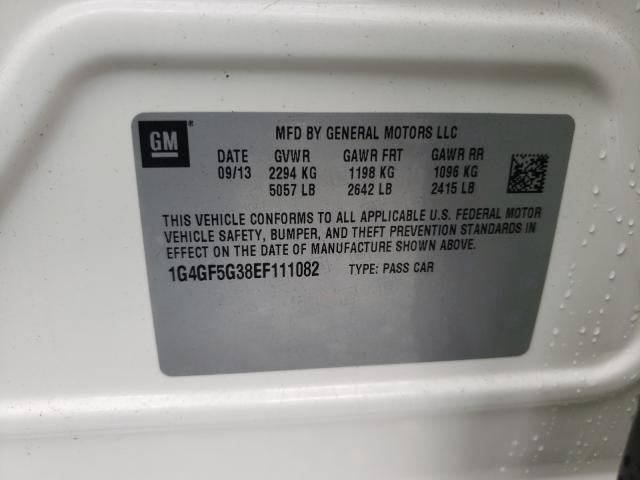 GM ®
MFD BY GENERAL MOTORS LLC
DATE GVWR GAWR FRT GAWR RR
09/13 2294 KG 1198 KG 1096 KG
5057 LB 2642 LB 2415 LB
THIS VEHICLE CONFORMS TO ALL APPLICABLE U.S. FEDERAL MOTOR
VEHICLE SAFETY, BUMPER, AND THEFT PREVENTION STANDARDS IN
EFFECT ON THE DATE OF MANUFACTURE SHOWN ABOVE.
1G4GF5G38EF111082 TYPE: PASS CAR